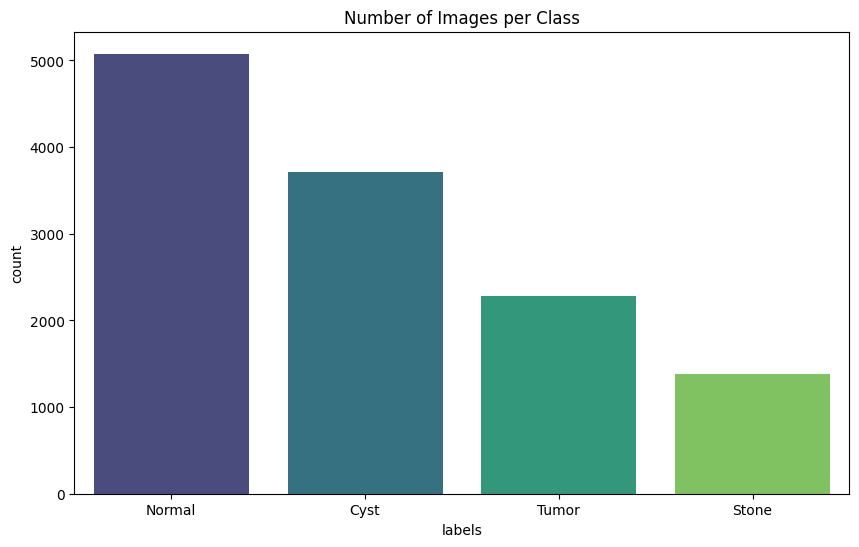 Number of Images per Class
5000
4000
3000
2000
1000
0
count
Normal
Cyst
Tumor
Stone
labels